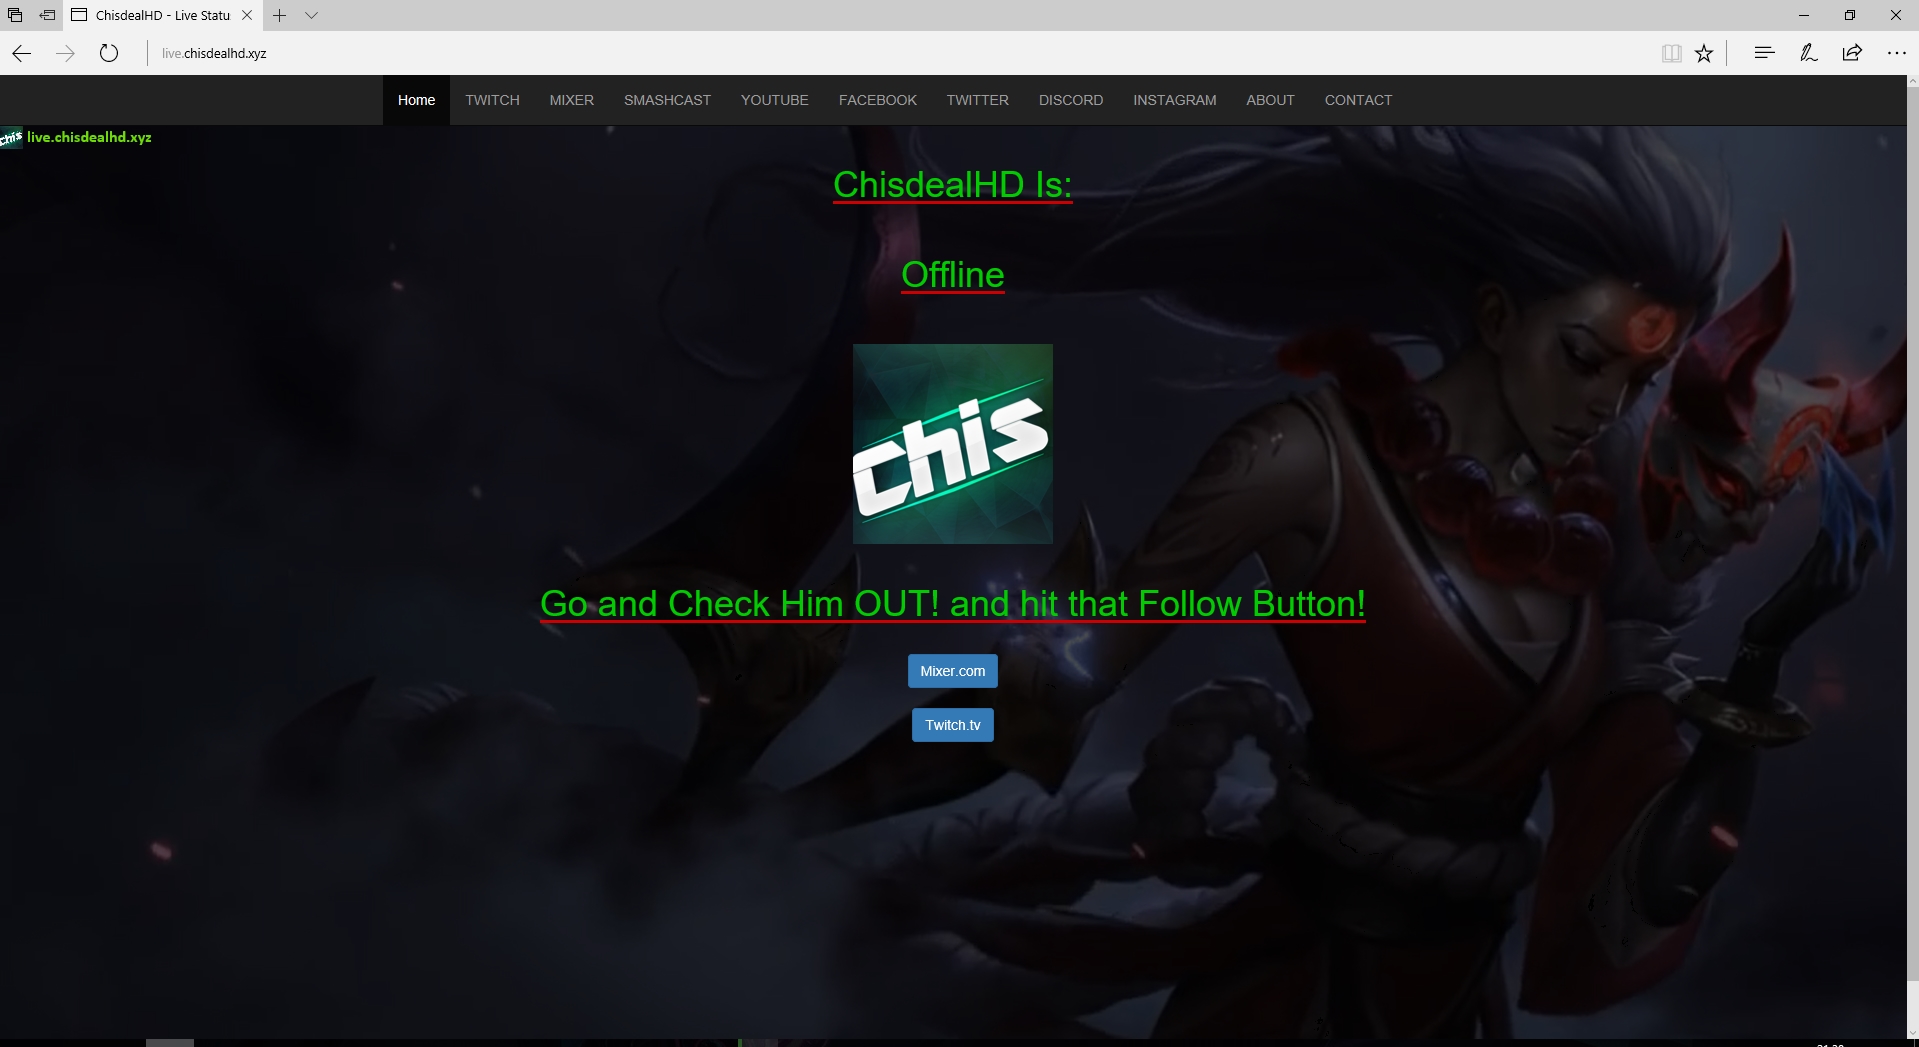 ChisdealHD - Live Statu
live.chisdealhd.xyz
Home TWITCH MIXER SMASHCAST YOUTUBE FACEBOOK TWITTER DISCORD INSTAGRAM ABOUT CONTACT
chis live.chisdealhd.xyz
ChisdealHD Is:
Offline
chis
Go and Check Him OUT! and hit that Follow Button!
Mixer.com
Twitch.tv